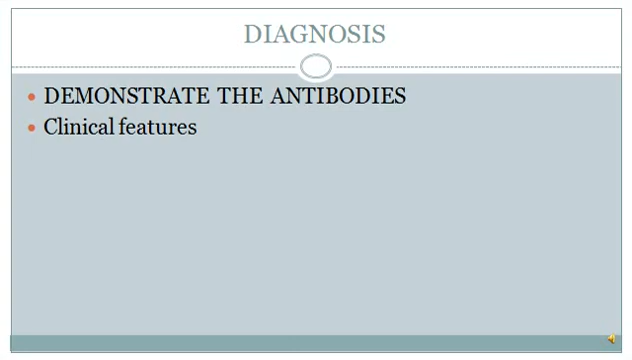 DIAGNOSIS
DEMONSTRATE THE ANTIBODIES
Clinical features